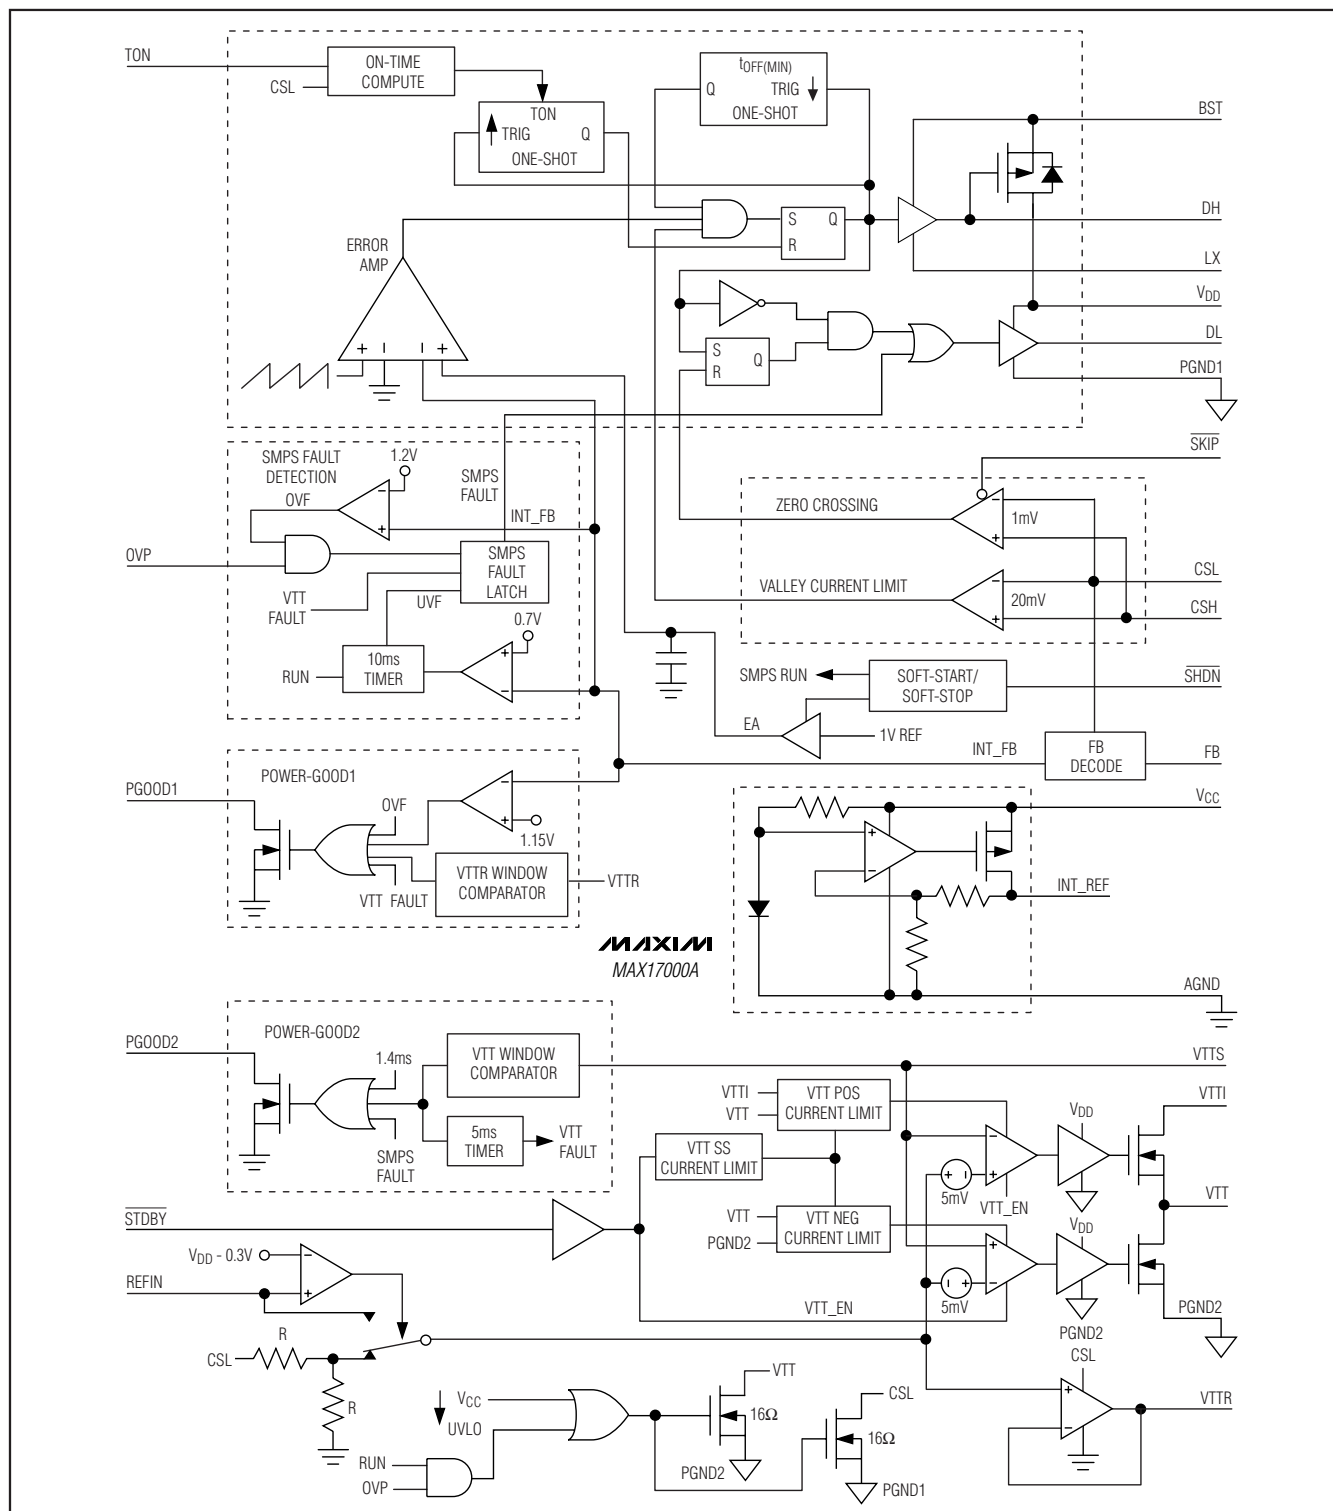 TON
ON-TIME
COMPUTE
CSL
tOFF(MIN)
Q
TRIG
ONE-SHOT
TON
TRIG
Q
ONE-SHOT
BST
S
Q
R
DH
ERROR
AMP
LX
VDD
DL
S
Q
R
+
–
–
+
PGND1
SKIP
SMPS FAULT
DETECTION
1.2V
OVF
–
+
SMPS
FAULT
INT_FB
OVP
SMPS
FAULT
LATCH
VTT
FAULT
UVF
0.7V
+
–
RUN
10ms
TIMER
ZERO CROSSING
–
+
1mV
VALLEY CURRENT LIMIT
–
+
20mV
CSL
CSH
SMPS RUN
SOFT-START/
SOFT-STOP
SHDN
EA
1V REF
INT_FB
FB
DECODE
FB
POWER-GOOD1
PGOOD1
OVF
–
+
1.15V
VTT FAULT
VTTR WINDOW
COMPARATOR
VTTR
VCC
+
–
INT_REF
AGND
MAXIM
MAX17000A
POWER-GOOD2
PGOOD2
1.4ms
VTT WINDOW
COMPARATOR
5ms
TIMER
VTT
FAULT
SMPS
FAULT
VTTS
VTTI
VTT
VTT POS
CURRENT LIMIT
VTT SS
CURRENT LIMIT
VTT
PGND2
VTT NEG
CURRENT LIMIT
–
+
+ –
5mV
VTT_EN
VDD
VTTI
VTT
+
–
– +
5mV
VDD
PGND2
PGND2
STDBY
VDD - 0.3V
–
+
REFIN
VTT_EN
R
CSL
R
VCC
UVLO
RUN
OVP
VTT
16Ω
PGND2
CSL
16Ω
PGND1
CSL
+
–
VTTR